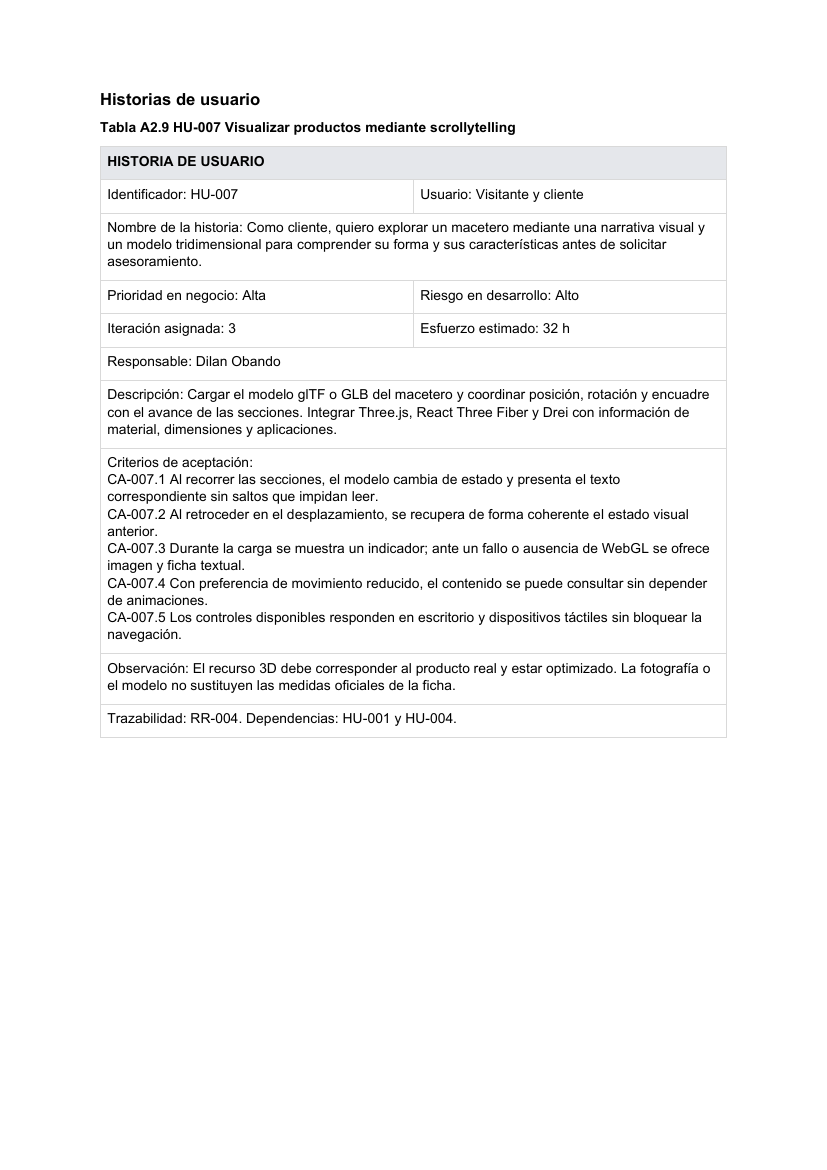 Historias de usuario
Tabla A2.9 HU-007 Visualizar productos mediante scrollytelling
HISTORIA DE USUARIO
Identificador: HU-007
Usuario: Visitante y cliente
Nombre de la historia: Como cliente, quiero explorar un macetero mediante una narrativa visual y
un modelo tridimensional para comprender su forma y sus características antes de solicitar
asesoramiento.
Prioridad en negocio: Alta
Riesgo en desarrollo: Alto
Iteración asignada: 3
Esfuerzo estimado: 32 h
Responsable: Dilan Obando
Descripción: Cargar el modelo glTF o GLB del macetero y coordinar posición, rotación y encuadre
con el avance de las secciones. Integrar Three.js, React Three Fiber y Drei con información de
material, dimensiones y aplicaciones.
Criterios de aceptación:
CA-007.1 Al recorrer las secciones, el modelo cambia de estado y presenta el texto
correspondiente sin saltos que impidan leer.
CA-007.2 Al retroceder en el desplazamiento, se recupera de forma coherente el estado visual
anterior.
CA-007.3 Durante la carga se muestra un indicador; ante un fallo o ausencia de WebGL se ofrece
imagen y ficha textual.
CA-007.4 Con preferencia de movimiento reducido, el contenido se puede consultar sin depender
de animaciones.
CA-007.5 Los controles disponibles responden en escritorio y dispositivos táctiles sin bloquear la
navegación.
Observación: El recurso 3D debe corresponder al producto real y estar optimizado. La fotografía o
el modelo no sustituyen las medidas oficiales de la ficha.
Trazabilidad: RR-004. Dependencias: HU-001 y HU-004.